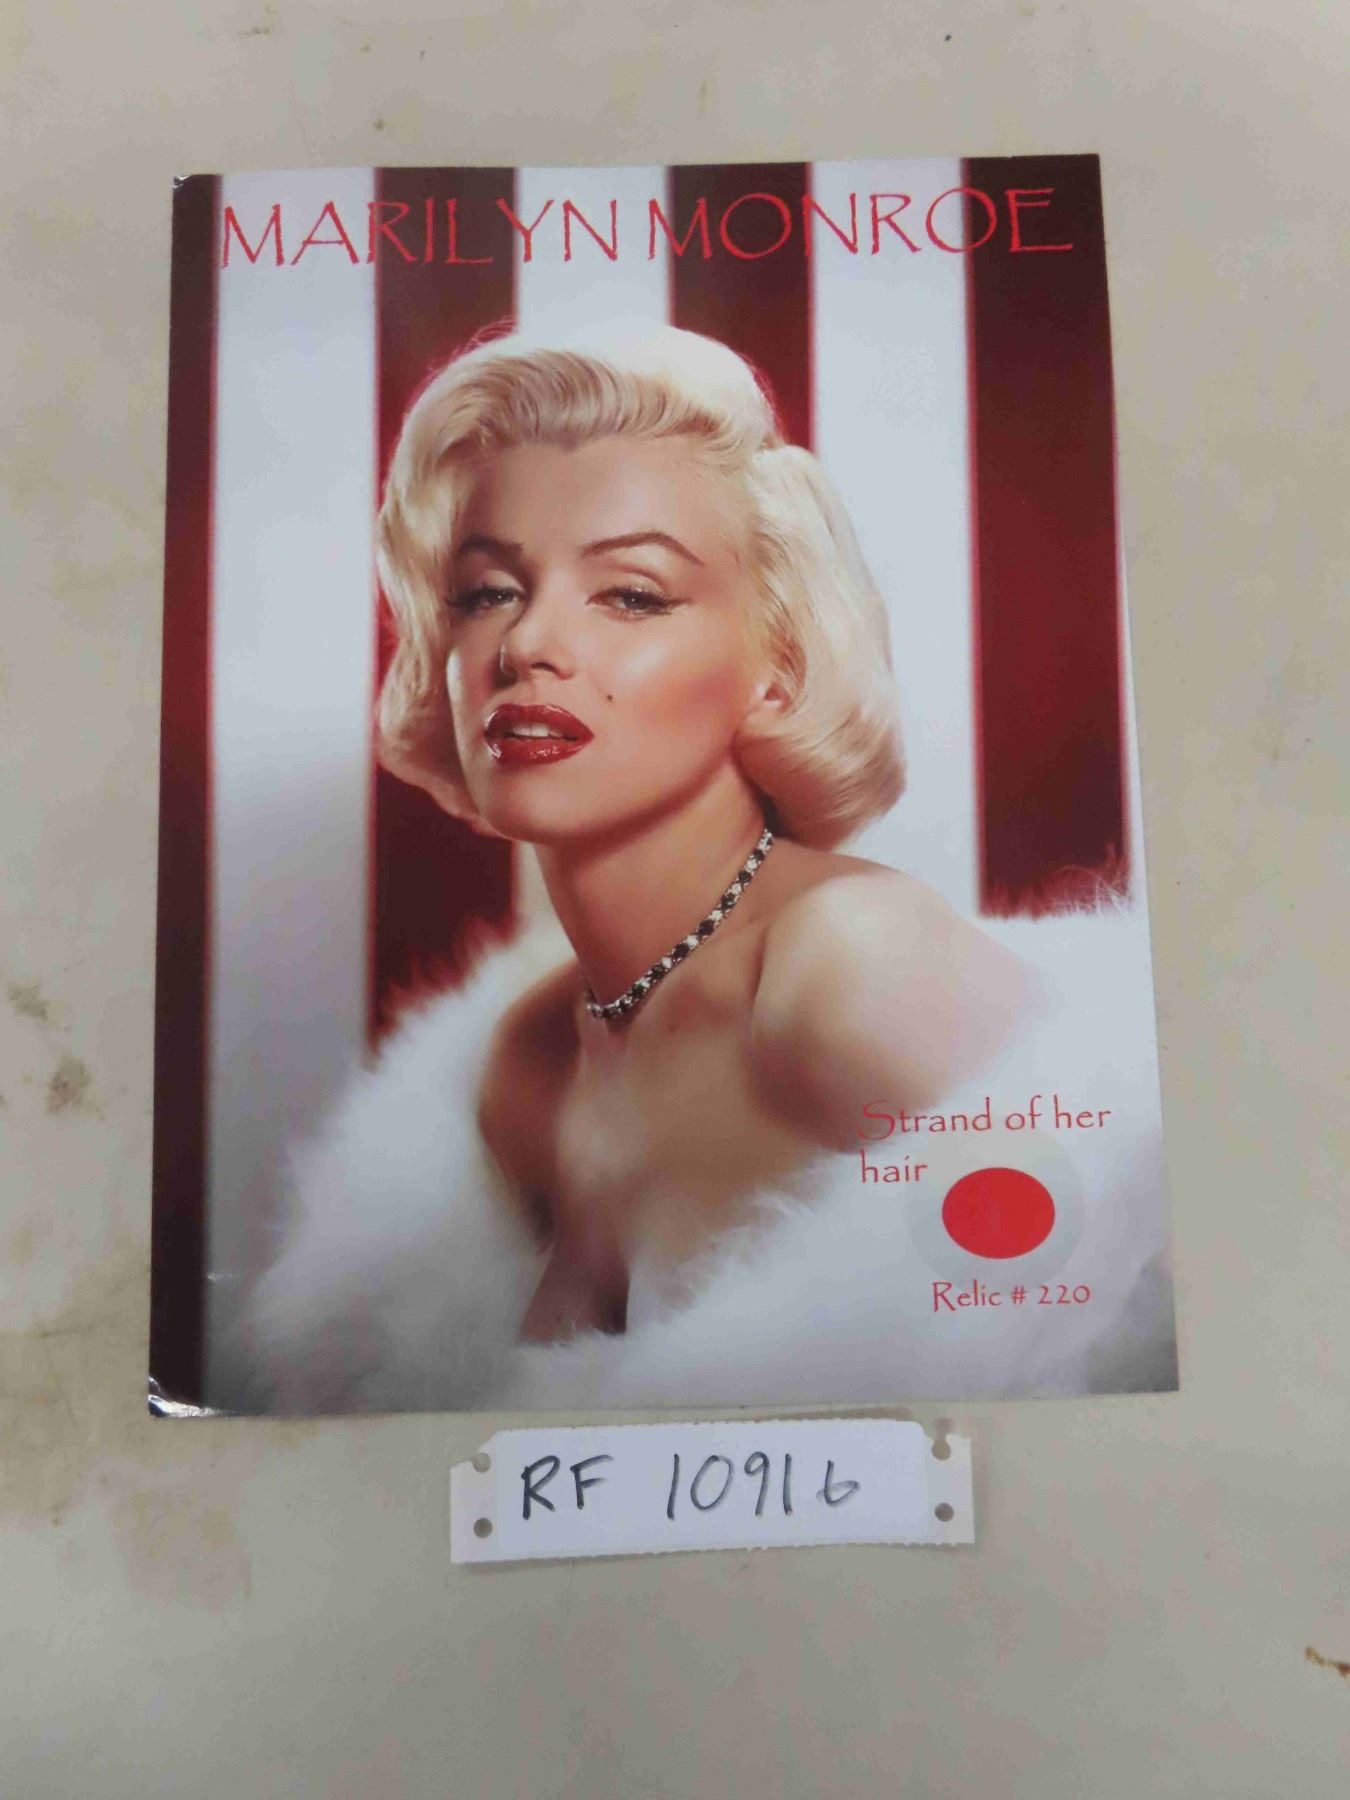 MARILYN MONROE
Strand of her
hair
Relic # 220
RF 10916